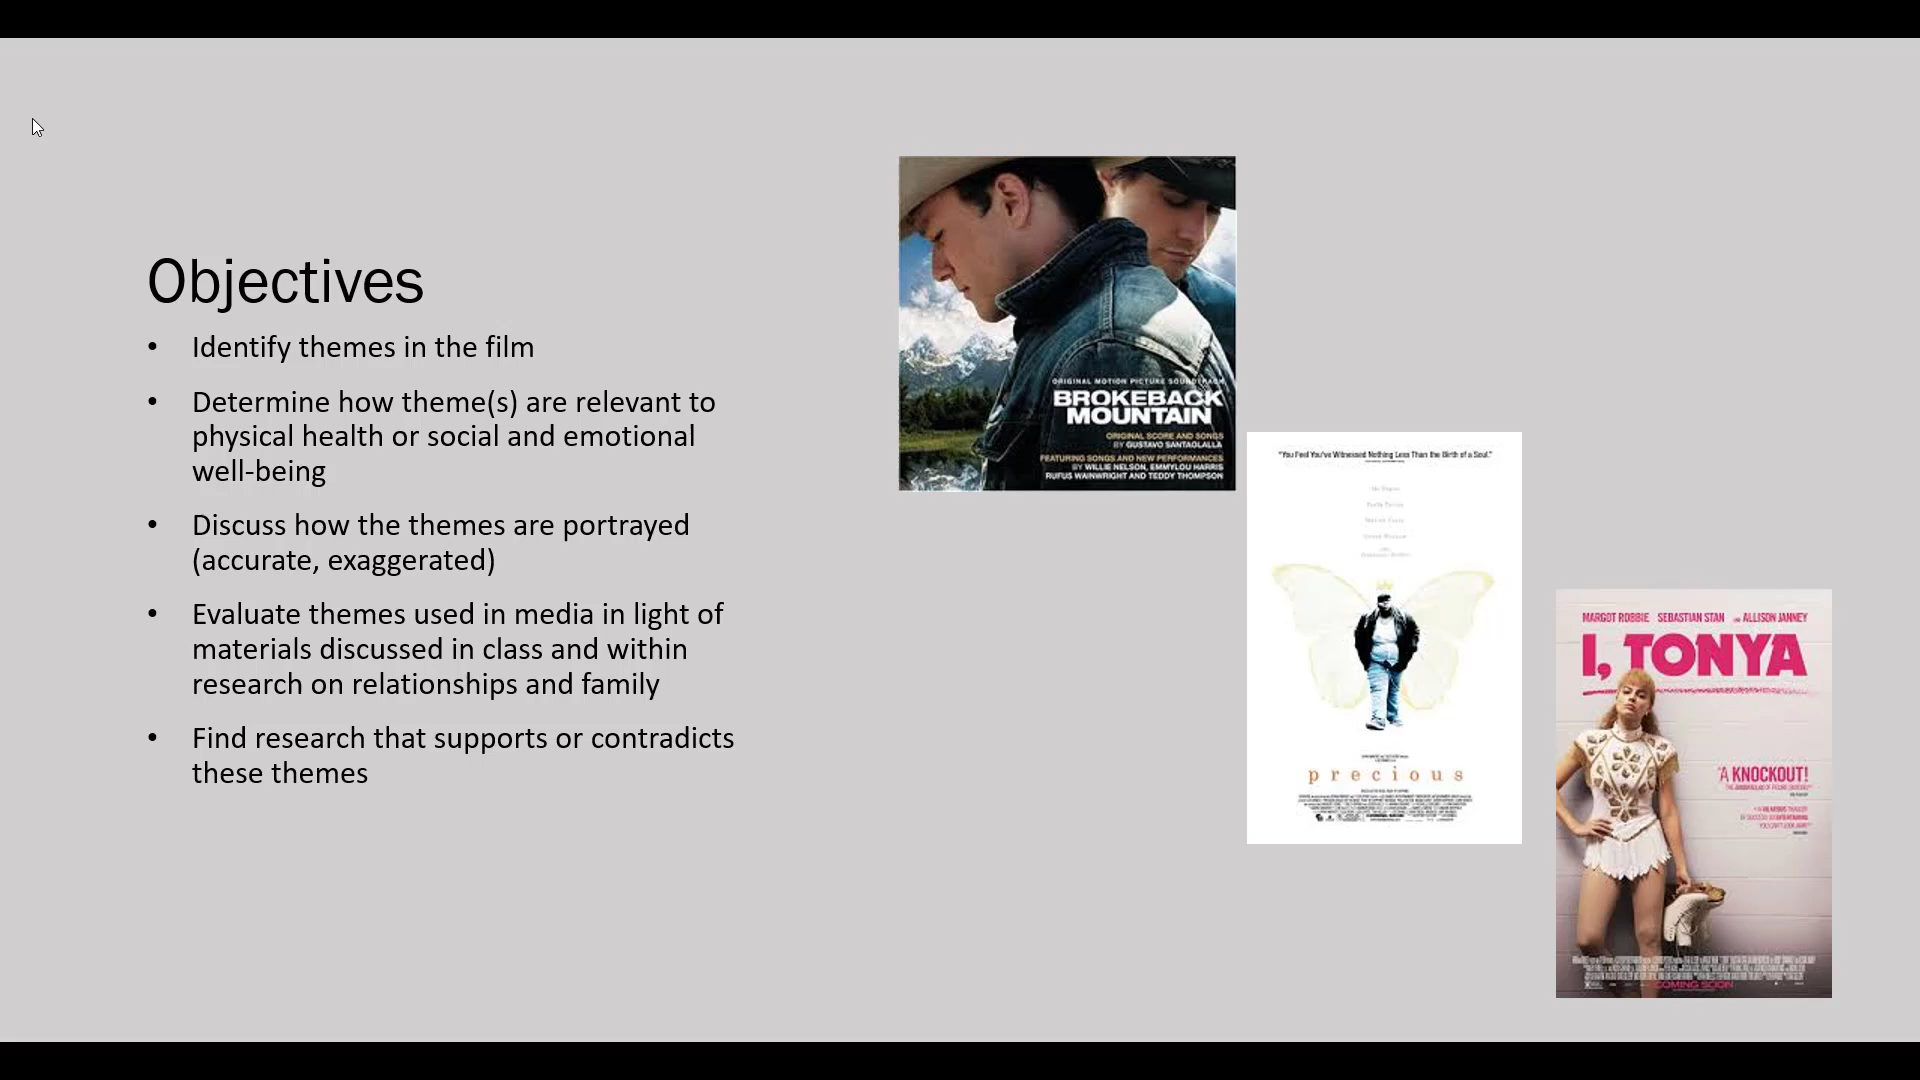 Objectives
• Identify themes in the film
• Determine how theme(s) are relevant to
physical health or social and emotional
well-being
• Discuss how the themes are portrayed
(accurate, exaggerated)
• Evaluate themes used in media in light of
materials discussed in class and within
research on relationships and family
• Find research that supports or contradicts
these themes
ORIGINAL MOTION PICTURE SOUNDTRACK
BROKEBACK
MOUNTAIN
ORIGINAL SCORE AND SONGS
BY GUSTAVO SANTAOLALLA
FEATURING SONGS AND NEW PERFORMANCES
BY WILLIE NELSON, EMMYLOU HARRIS
RUFUS WAINWRIGHT AND TEDDY THOMPSON
"You Feel You've Witnessed Nothing Less Than the Birth of a Soul."
precious
MARGOT ROBBIE SEBASTIAN STAN AND ALLISON JANNEY
I, TONYA
"A KNOCKOUT!
COMING SOON